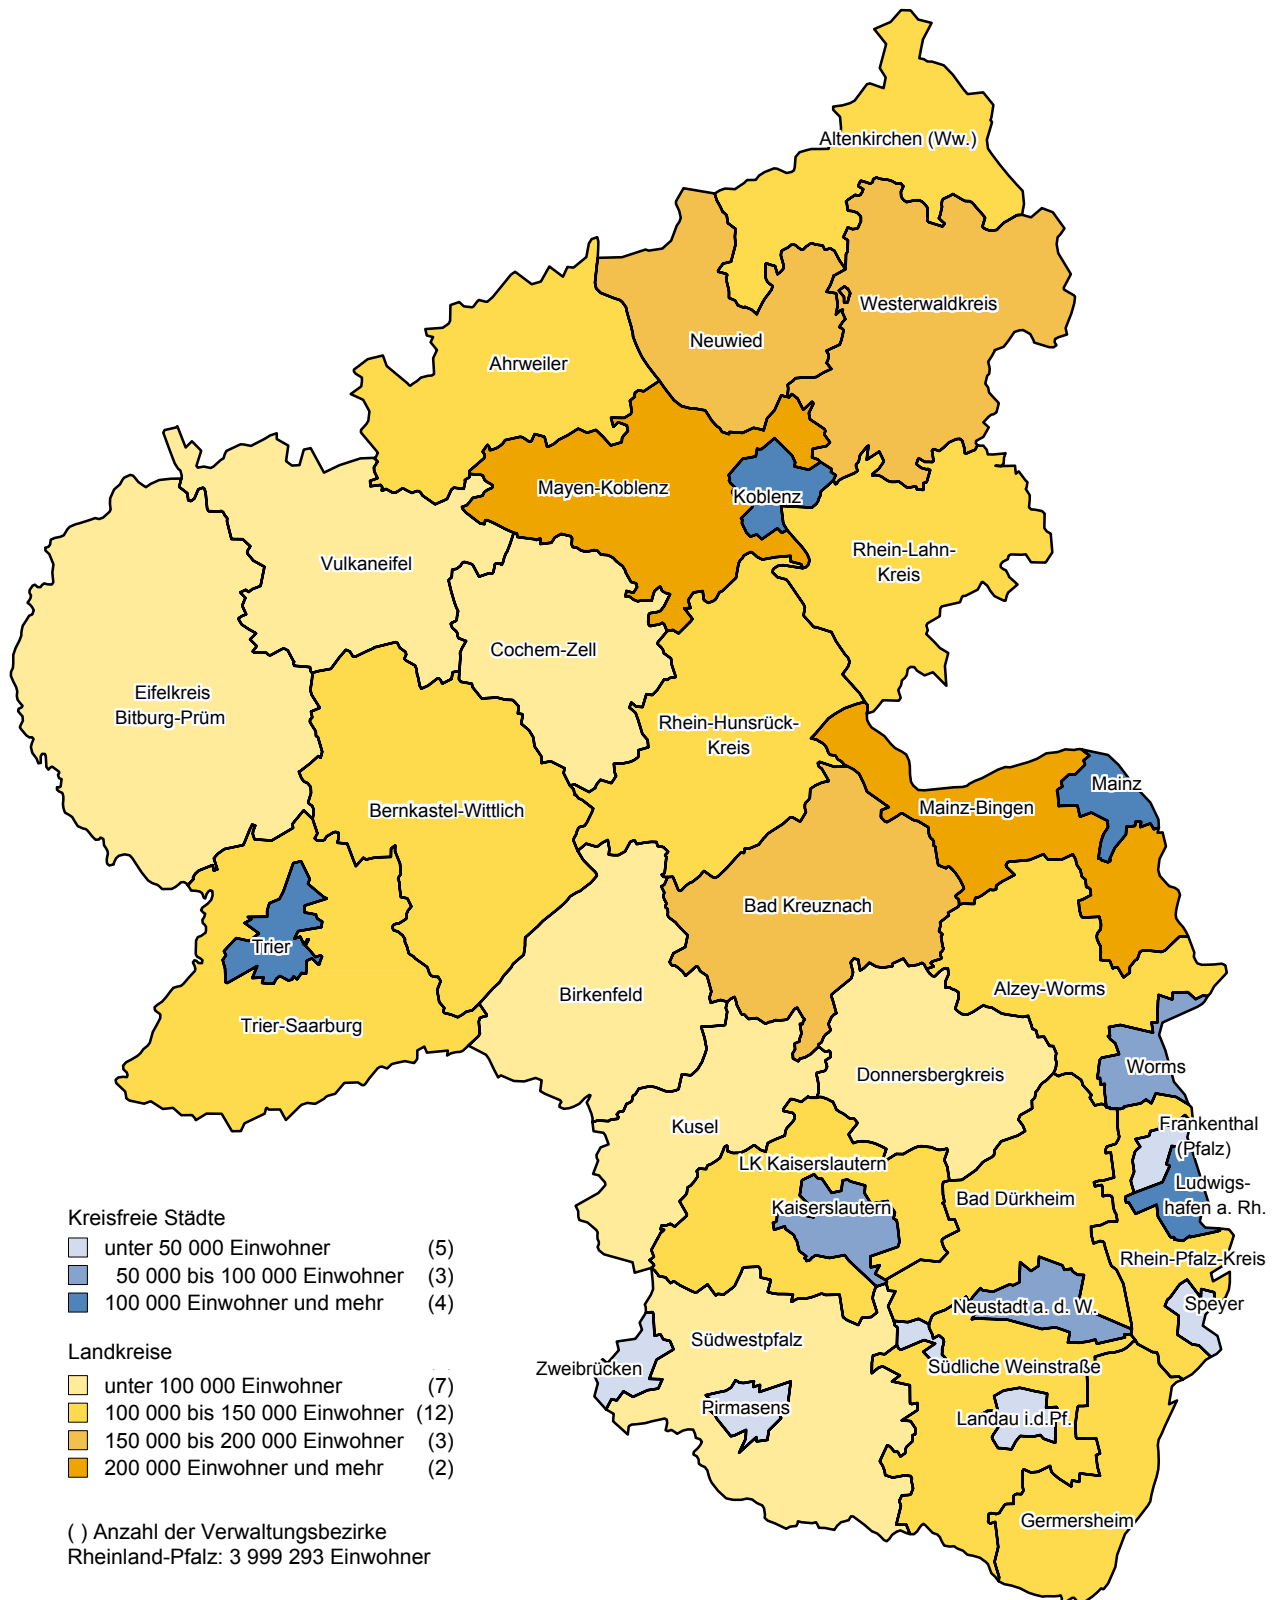 Altenkirchen (Ww.)
Westerwaldkreis
Neuwied
Ahrweiler
Mayen-Koblenz
Koblenz
Rhein-Lahn-
Kreis
Vulkaneifel
Cochem-Zell
Eifelkreis
Bitburg-Prüm
Rhein-Hunsrück-
Kreis
Mainz
Mainz-Bingen
Bernkastel-Wittlich
Bad Kreuznach
Trier
Alzey-Worms
Birkenfeld
Trier-Saarburg
Worms
Donnersbergkreis
Kusel
Frankenthal
(Pfalz)
LK Kaiserslautern
Ludwigs-
hafen a. Rh.
Bad Dürkheim
Kaiserslautern
Rhein-Pfalz-Kreis
Speyer
Neustadt a. d. W.
Südwestpfalz
Zweibrücken
Südliche Weinstraße
Pirmasens
Landau i.d.Pf.
Germersheim
Kreisfreie Städte
unter 50 000 Einwohner (5)
50 000 bis 100 000 Einwohner (3)
100 000 Einwohner und mehr (4)
Landkreise
unter 100 000 Einwohner (7)
100 000 bis 150 000 Einwohner (12)
150 000 bis 200 000 Einwohner (3)
200 000 Einwohner und mehr (2)
( ) Anzahl der Verwaltungsbezirke
Rheinland-Pfalz: 3 999 293 Einwohner